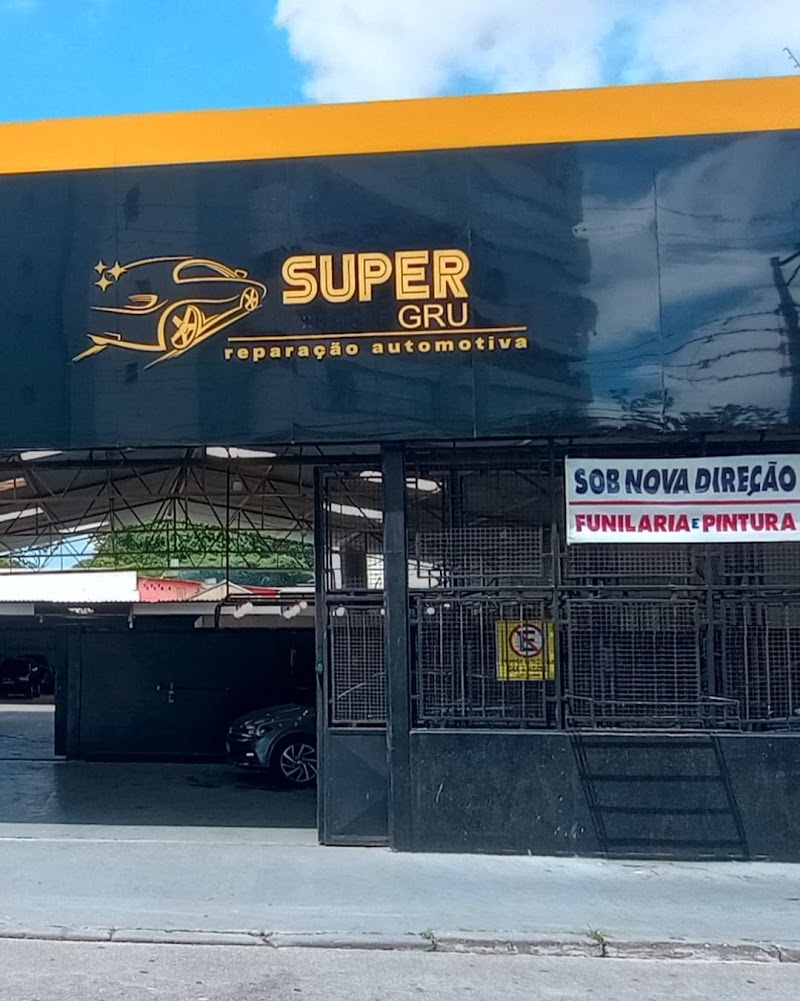 SUPER
GRU
reparação automotiva
SOB NOVA DIREÇÃO
FUNILARIA E PINTURA
E